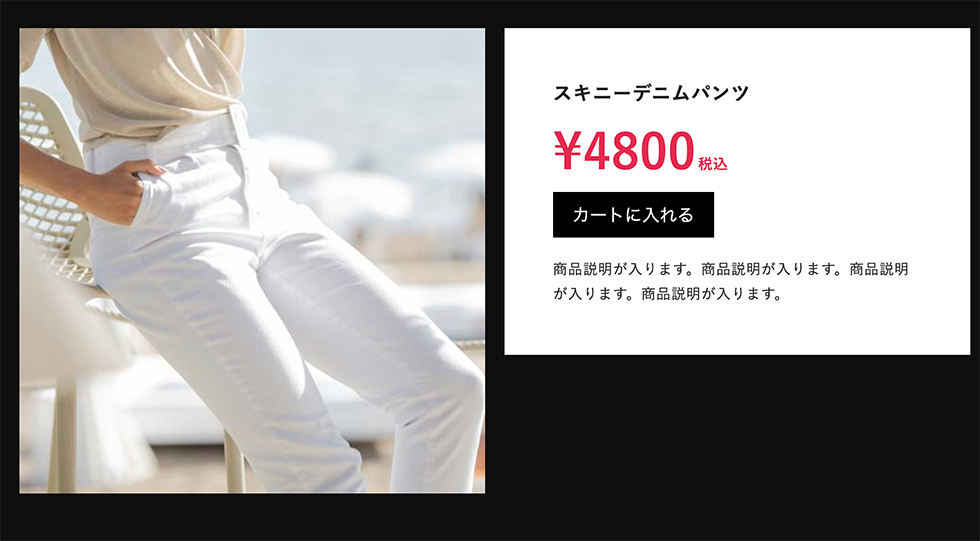 スキニーデニムパンツ
¥4800税込
カートに入れる
商品説明が入ります。商品説明が入ります。商品説明
が入ります。商品説明が入ります。